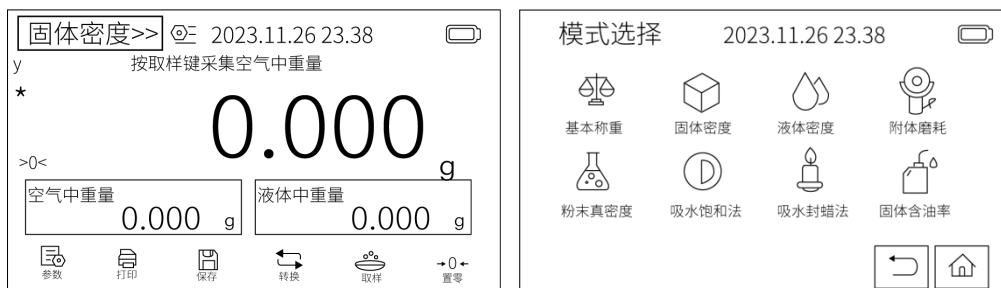 固体密度>> 2023.11.26 23.38
y 按取样键采集空气中重量
*
0.000 g
>0<
空气中重量 0.000 g
液体中重量 0.000 g
参数 打印 保存 转换 取样 →0← 置零
模式选择 2023.11.26 23.38
基本称重 固体密度 液体密度 附体磨耗
粉末真密度 吸水饱和法 吸水封蜡法 固体含油率